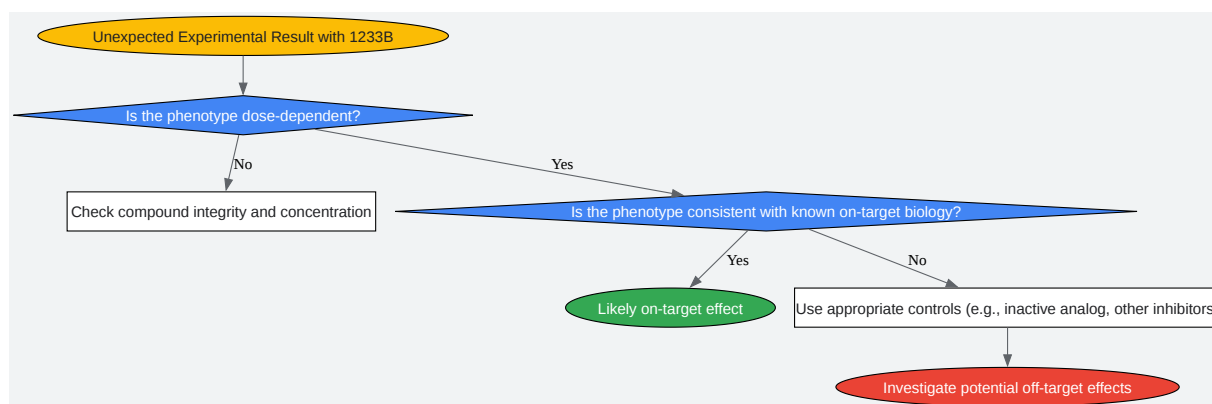 Unexpected Experimental Result with 1233B
Is the phenotype dose-dependent?
No
Yes
Check compound integrity and concentration
Is the phenotype consistent with known on-target biology?
Yes
No
Likely on-target effect
Use appropriate controls (e.g., inactive analog, other inhibitors
Investigate potential off-target effects